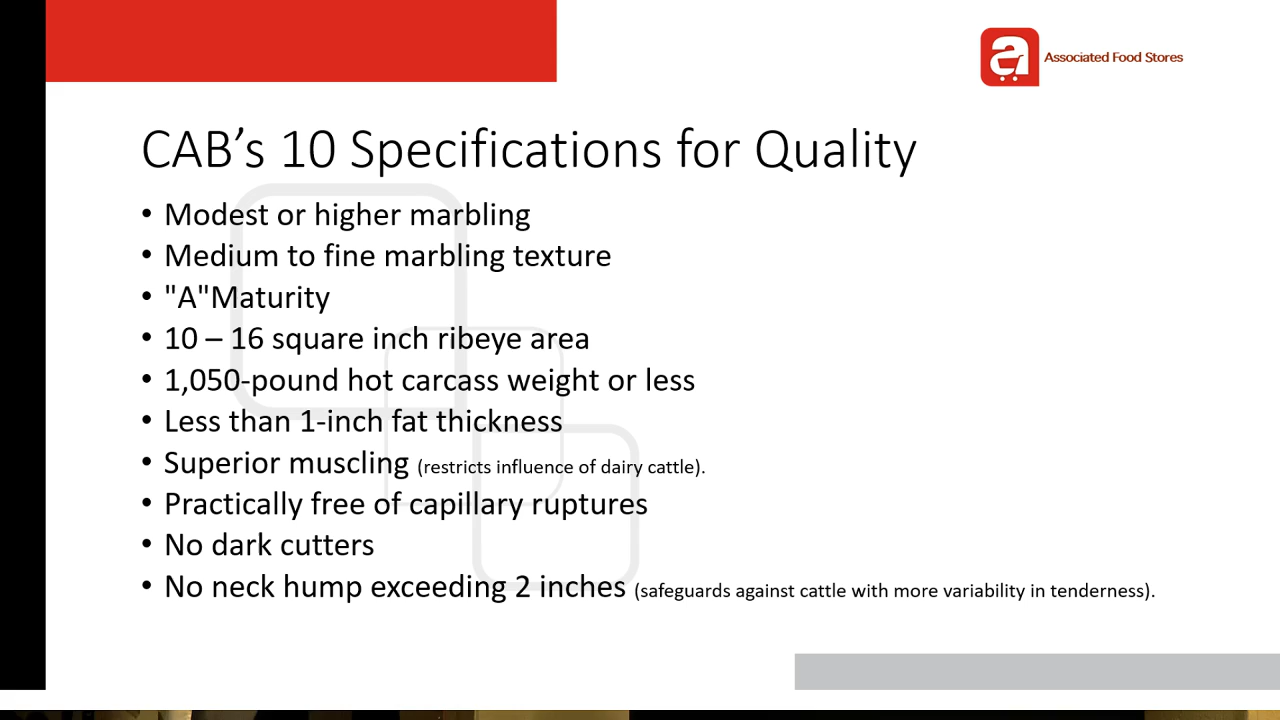 Associated Food Stores
CAB's 10 Specifications for Quality
• Modest or higher marbling
• Medium to fine marbling texture
• "A"Maturity
• 10 – 16 square inch ribeye area
• 1,050-pound hot carcass weight or less
• Less than 1-inch fat thickness
• Superior muscling (restricts influence of dairy cattle).
• Practically free of capillary ruptures
• No dark cutters
• No neck hump exceeding 2 inches (safeguards against cattle with more variability in tenderness).